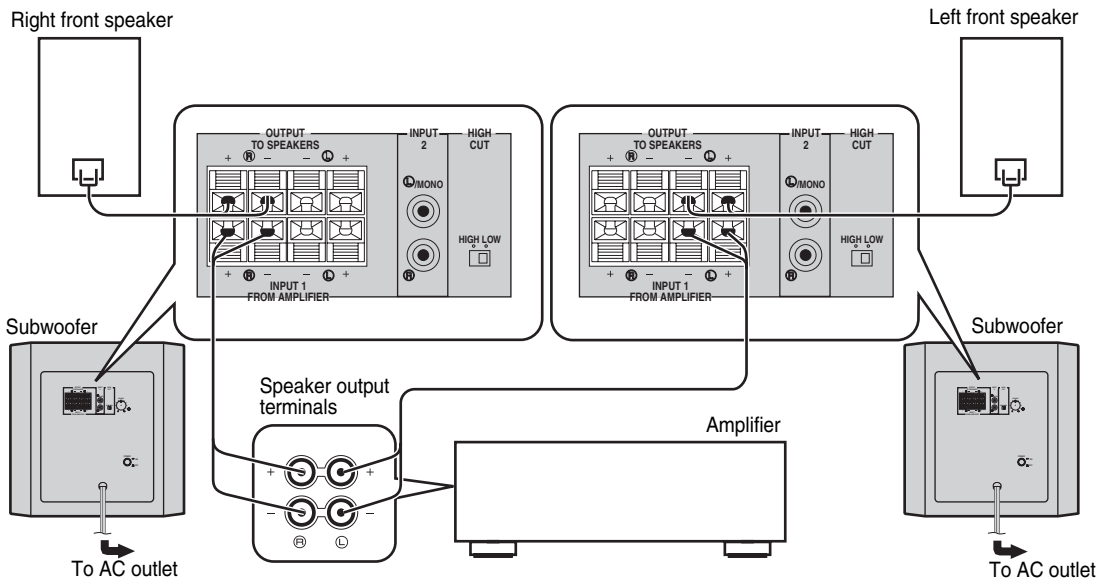 Right front speaker
Left front speaker
OUTPUT
TO SPEAKERS
INPUT
2
HIGH
CUT
+ R - - L +
L/MONO
HIGH LOW
R
+ R - - L +
INPUT 1
FROM AMPLIFIER
OUTPUT
TO SPEAKERS
INPUT
2
HIGH
CUT
+ R - - L +
L/MONO
HIGH LOW
R
+ R - - L +
INPUT 1
FROM AMPLIFIER
Subwoofer
Subwoofer
Speaker output
terminals
Amplifier
+ +
- -
R L
To AC outlet
To AC outlet